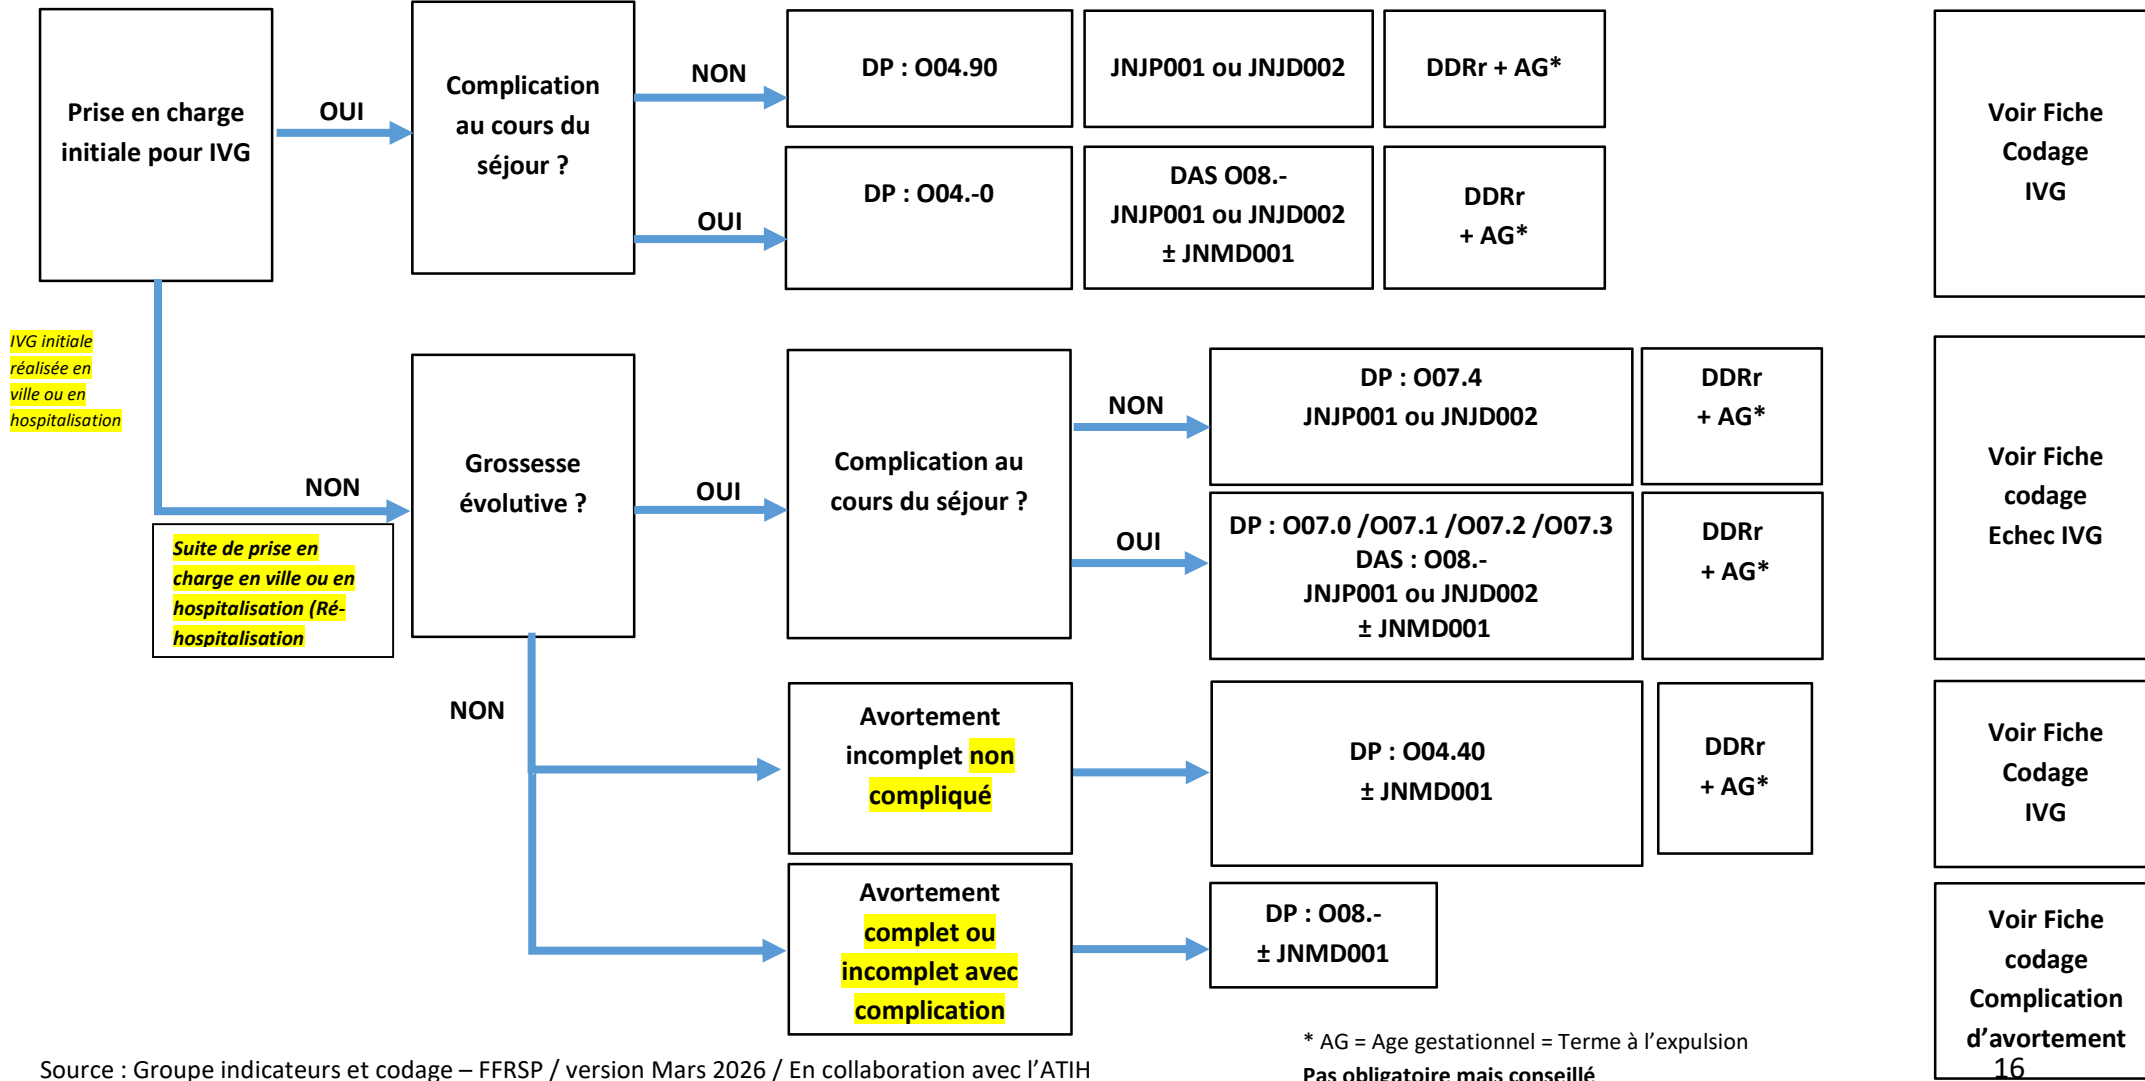 Prise en charge
initiale pour IVG
OUI
Complication
au cours du
séjour ?
NON
DP : O04.90
JNJP001 ou JNJD002
DDRr + AG*
OUI
DP : O04.-0
DAS O08.-
JNJP001 ou JNJD002
± JNMD001
DDRr
+ AG*
Voir Fiche
Codage
IVG
IVG initiale
réalisée en
ville ou en
hospitalisation
NON
Suite de prise en
charge en ville ou en
hospitalisation (Ré-
hospitalisation
Grossesse
évolutive ?
OUI
Complication au
cours du séjour ?
NON
DP : O07.4
JNJP001 ou JNJD002
DDRr
+ AG*
OUI
DP : O07.0 /O07.1 /O07.2 /O07.3
DAS : O08.-
JNJP001 ou JNJD002
± JNMD001
DDRr
+ AG*
Voir Fiche
codage
Echec IVG
NON
Avortement
incomplet non
compliqué
DP : O04.40
± JNMD001
DDRr
+ AG*
Voir Fiche
Codage
IVG
Avortement
complet ou
incomplet avec
complication
DP : O08.-
± JNMD001
Voir Fiche
codage
Complication
d’avortement
* AG = Age gestationnel = Terme à l’expulsion
Pas obligatoire mais conseillé
Source : Groupe indicateurs et codage – FFRSP / version Mars 2026 / En collaboration avec l’ATIH
16